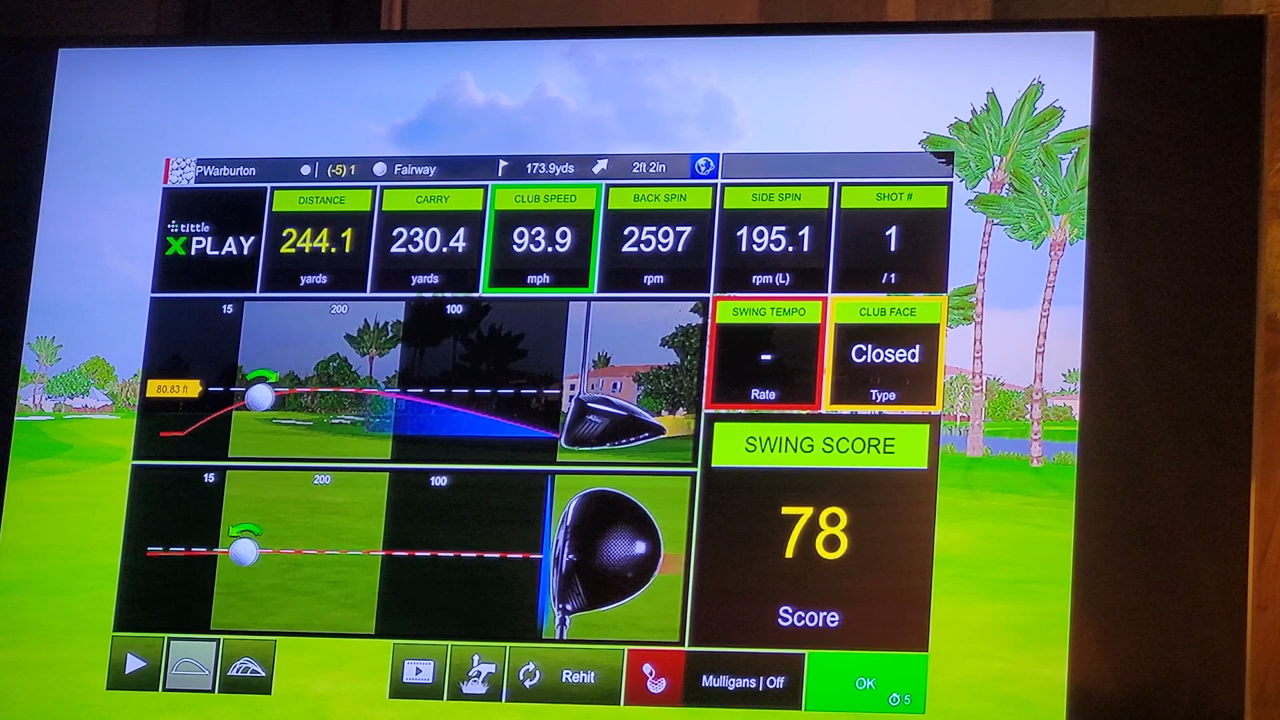 PWarburton (-5) 1 Fairway 173.9yds 2ft 2in
tittle
X PLAY
DISTANCE
244.1
yards
CARRY
230.4
yards
CLUB SPEED
93.9
mph
BACK SPIN
2597
rpm
SIDE SPIN
195.1
rpm (L)
SHOT #
1
/ 1
15 200 100
80.83 ft
SWING TEMPO
-
Rate
CLUB FACE
Closed
Type
15 200 100
SWING SCORE
78
Score
Rehit
Mulligans | Off
OK
5